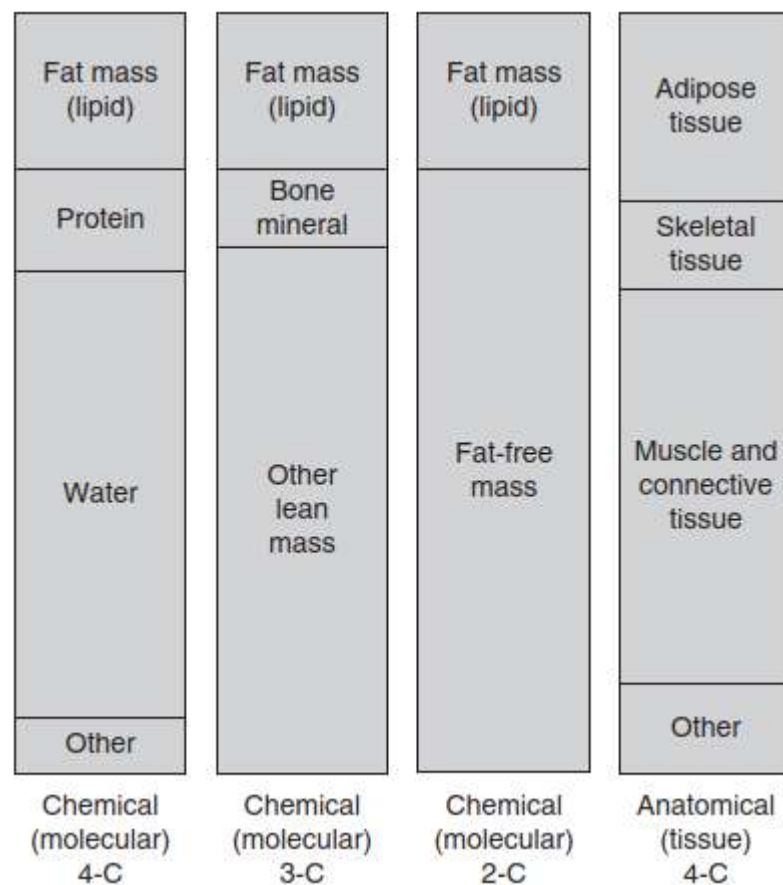 Fat mass
(lipid)
Protein
Water
Other
Chemical
(molecular)
4-C
Fat mass
(lipid)
Bone
mineral
Other
lean
mass
Chemical
(molecular)
3-C
Fat mass
(lipid)
Fat-free
mass
Chemical
(molecular)
2-C
Adipose
tissue
Skeletal
tissue
Muscle and
connective
tissue
Other
Anatomical
(tissue)
4-C